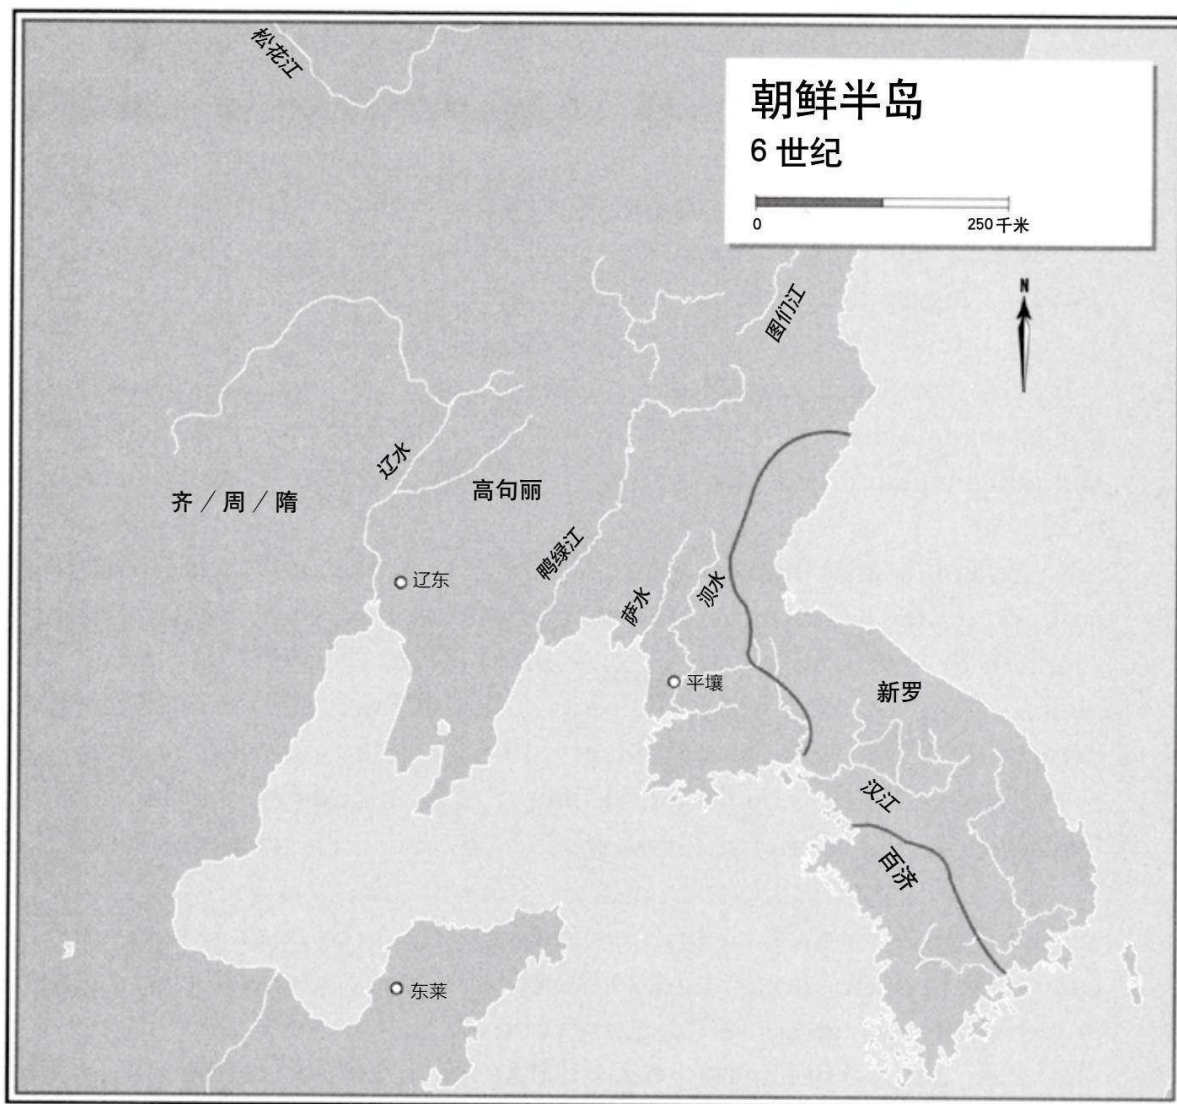 松花江
朝鲜半岛
6 世纪
0
250 千米
N
图们江
辽水
齐/周/隋
高句丽
鸭绿江
辽东
萨水
浿水
平壤
新罗
汉江
百济
东莱